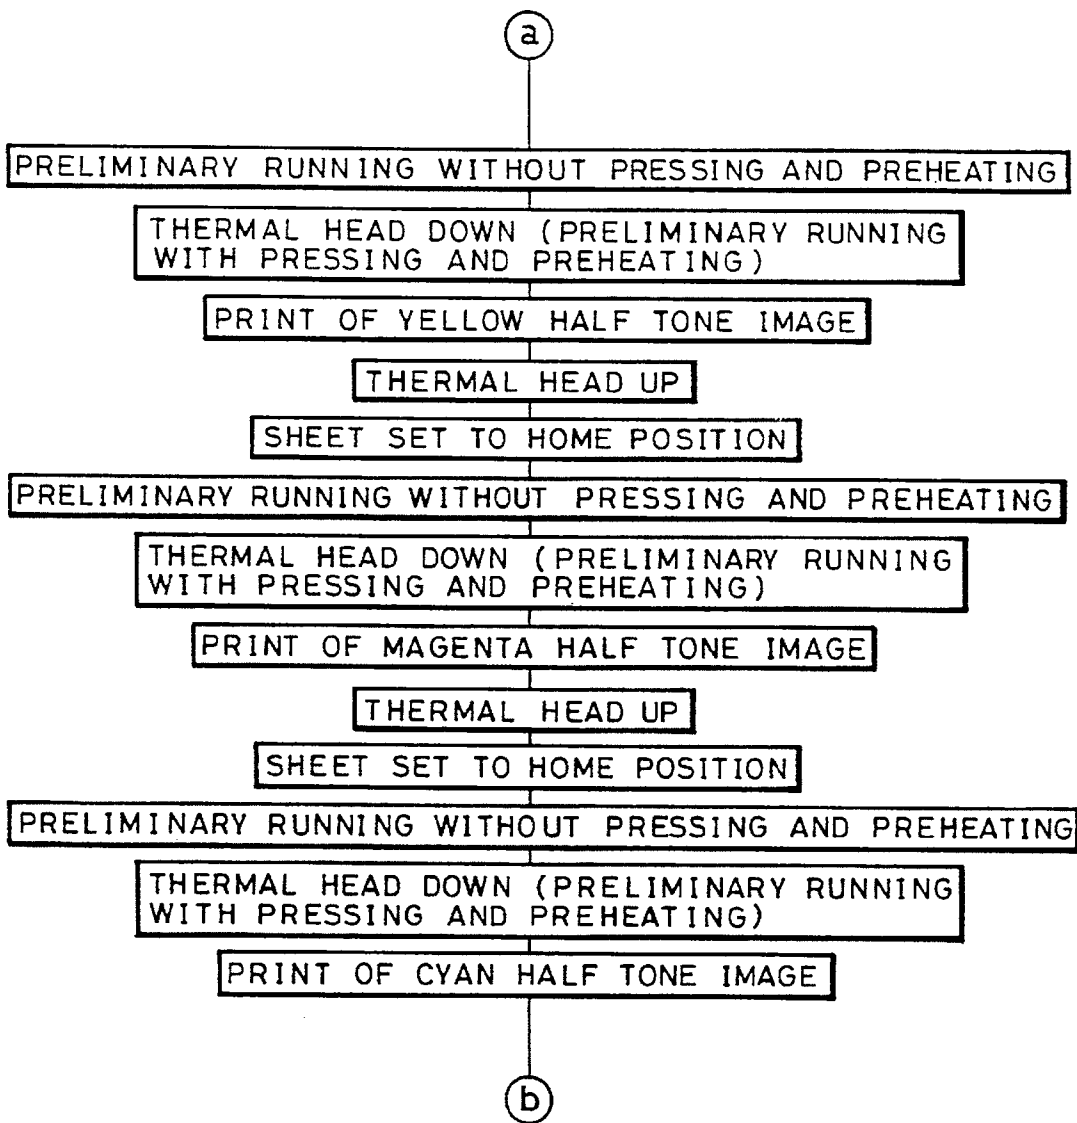 a
PRELIMINARY RUNNING WITHOUT PRESSING AND PREHEATING
THERMAL HEAD DOWN (PRELIMINARY RUNNING
WITH PRESSING AND PREHEATING)
PRINT OF YELLOW HALF TONE IMAGE
THERMAL HEAD UP
SHEET SET TO HOME POSITION
PRELIMINARY RUNNING WITHOUT PRESSING AND PREHEATING
THERMAL HEAD DOWN (PRELIMINARY RUNNING
WITH PRESSING AND PREHEATING)
PRINT OF MAGENTA HALF TONE IMAGE
THERMAL HEAD UP
SHEET SET TO HOME POSITION
PRELIMINARY RUNNING WITHOUT PRESSING AND PREHEATING
THERMAL HEAD DOWN (PRELIMINARY RUNNING
WITH PRESSING AND PREHEATING)
PRINT OF CYAN HALF TONE IMAGE
b